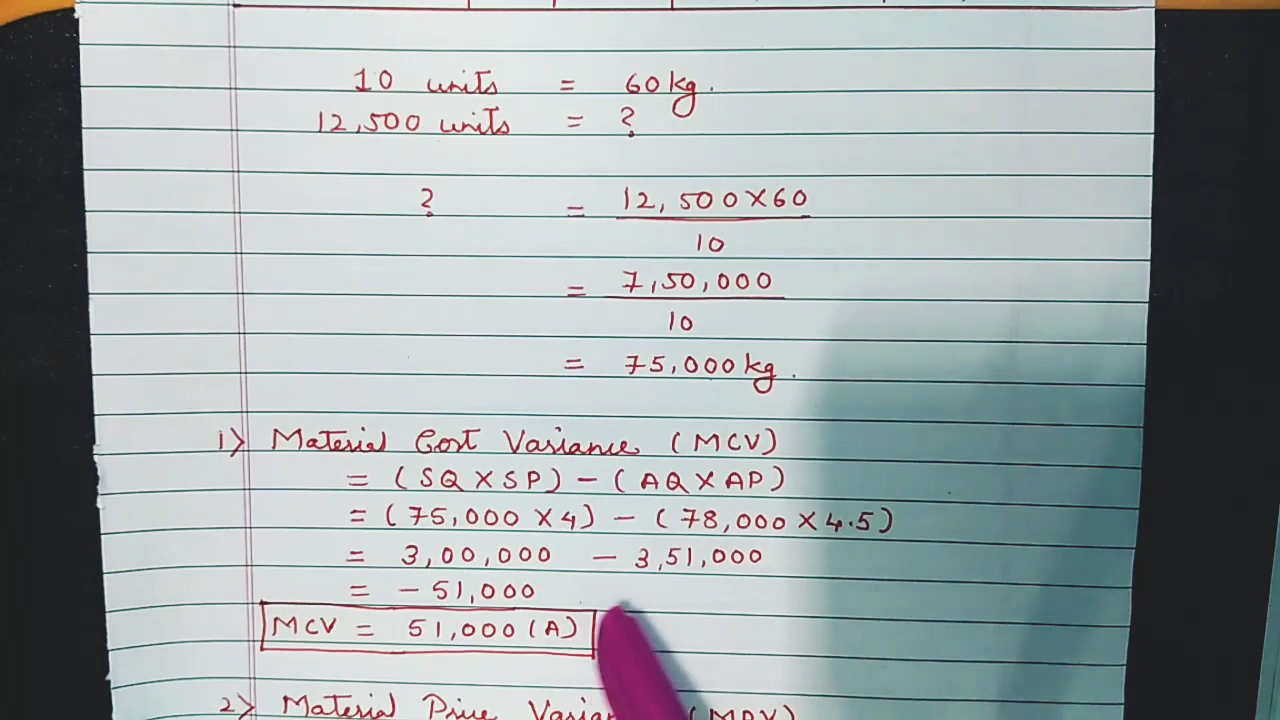 10 units = 60 kg.
12,500 units = ?
? = 12,500 X 60
10
= 7,50,000
10
= 75,000 kg.
1) Material Cost Variance (MCV)
= (SQ X SP) - (AQ X AP)
= (75,000 X 4) - (78,000 X 4.5)
= 3,00,000 - 3,51,000
= - 51,000
MCV = 51,000 (A)
2) Material Price (MPV)